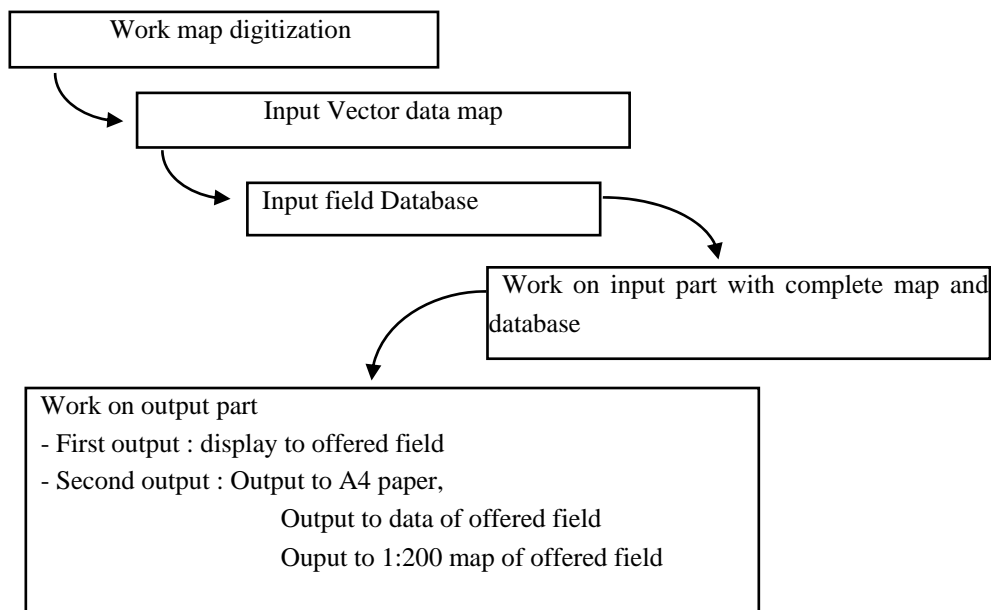 Work map digitization
Input Vector data map
Input field Database
Work on input part with complete map and
database
Work on output part
- First output : display to offered field
- Second output : Output to A4 paper,
Output to data of offered field
Ouput to 1:200 map of offered field